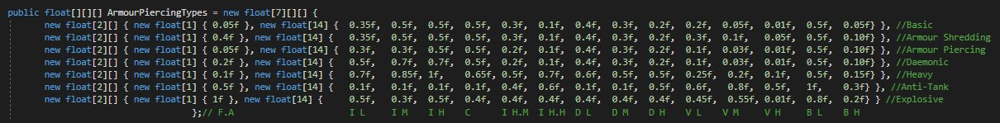 public float[][][] ArmourPiercingTypes = new float[7][][] {
new float[2][] { new float[1] { 0.05f }, new float[14] { 0.35f, 0.5f, 0.5f, 0.5f, 0.3f, 0.1f, 0.4f, 0.3f, 0.2f, 0.2f, 0.05f, 0.01f, 0.5f, 0.05f} }, //Basic
new float[2][] { new float[1] { 0.4f }, new float[14] { 0.35f, 0.5f, 0.5f, 0.5f, 0.3f, 0.2f, 0.4f, 0.3f, 0.2f, 0.3f, 0.1f, 0.05f, 0.5f, 0.10f} }, //Armour Shredding
new float[2][] { new float[1] { 0.05f }, new float[14] { 0.3f, 0.3f, 0.5f, 0.5f, 0.2f, 0.1f, 0.4f, 0.3f, 0.2f, 0.1f, 0.03f, 0.01f, 0.5f, 0.10f} }, //Armour Piercing
new float[2][] { new float[1] { 0.2f }, new float[14] { 0.5f, 0.7f, 0.7f, 0.5f, 0.2f, 0.1f, 0.4f, 0.3f, 0.2f, 0.1f, 0.03f, 0.01f, 0.5f, 0.10f} }, //Daemonic
new float[2][] { new float[1] { 0.1f }, new float[14] { 0.7f, 0.85f, 1f, 0.65f, 0.5f, 0.7f, 0.6f, 0.5f, 0.5f, 0.25f, 0.2f, 0.1f, 0.5f, 0.15f} }, //Heavy
new float[2][] { new float[1] { 0.5f }, new float[14] { 0.1f, 0.1f, 0.1f, 0.1f, 0.4f, 0.6f, 0.1f, 0.1f, 0.5f, 0.6f, 0.8f, 0.5f, 1f, 0.3f} }, //Anti-Tank
new float[2][] { new float[1] { 1f }, new float[14] { 0.5f, 0.3f, 0.5f, 0.4f, 0.4f, 0.4f, 0.4f, 0.4f, 0.4f, 0.45f, 0.55f, 0.01f, 0.8f, 0.2f} } //Explosive
};// F.A I L I M I H C I H.M I H.H D L D M D H V L V M V H B L B H